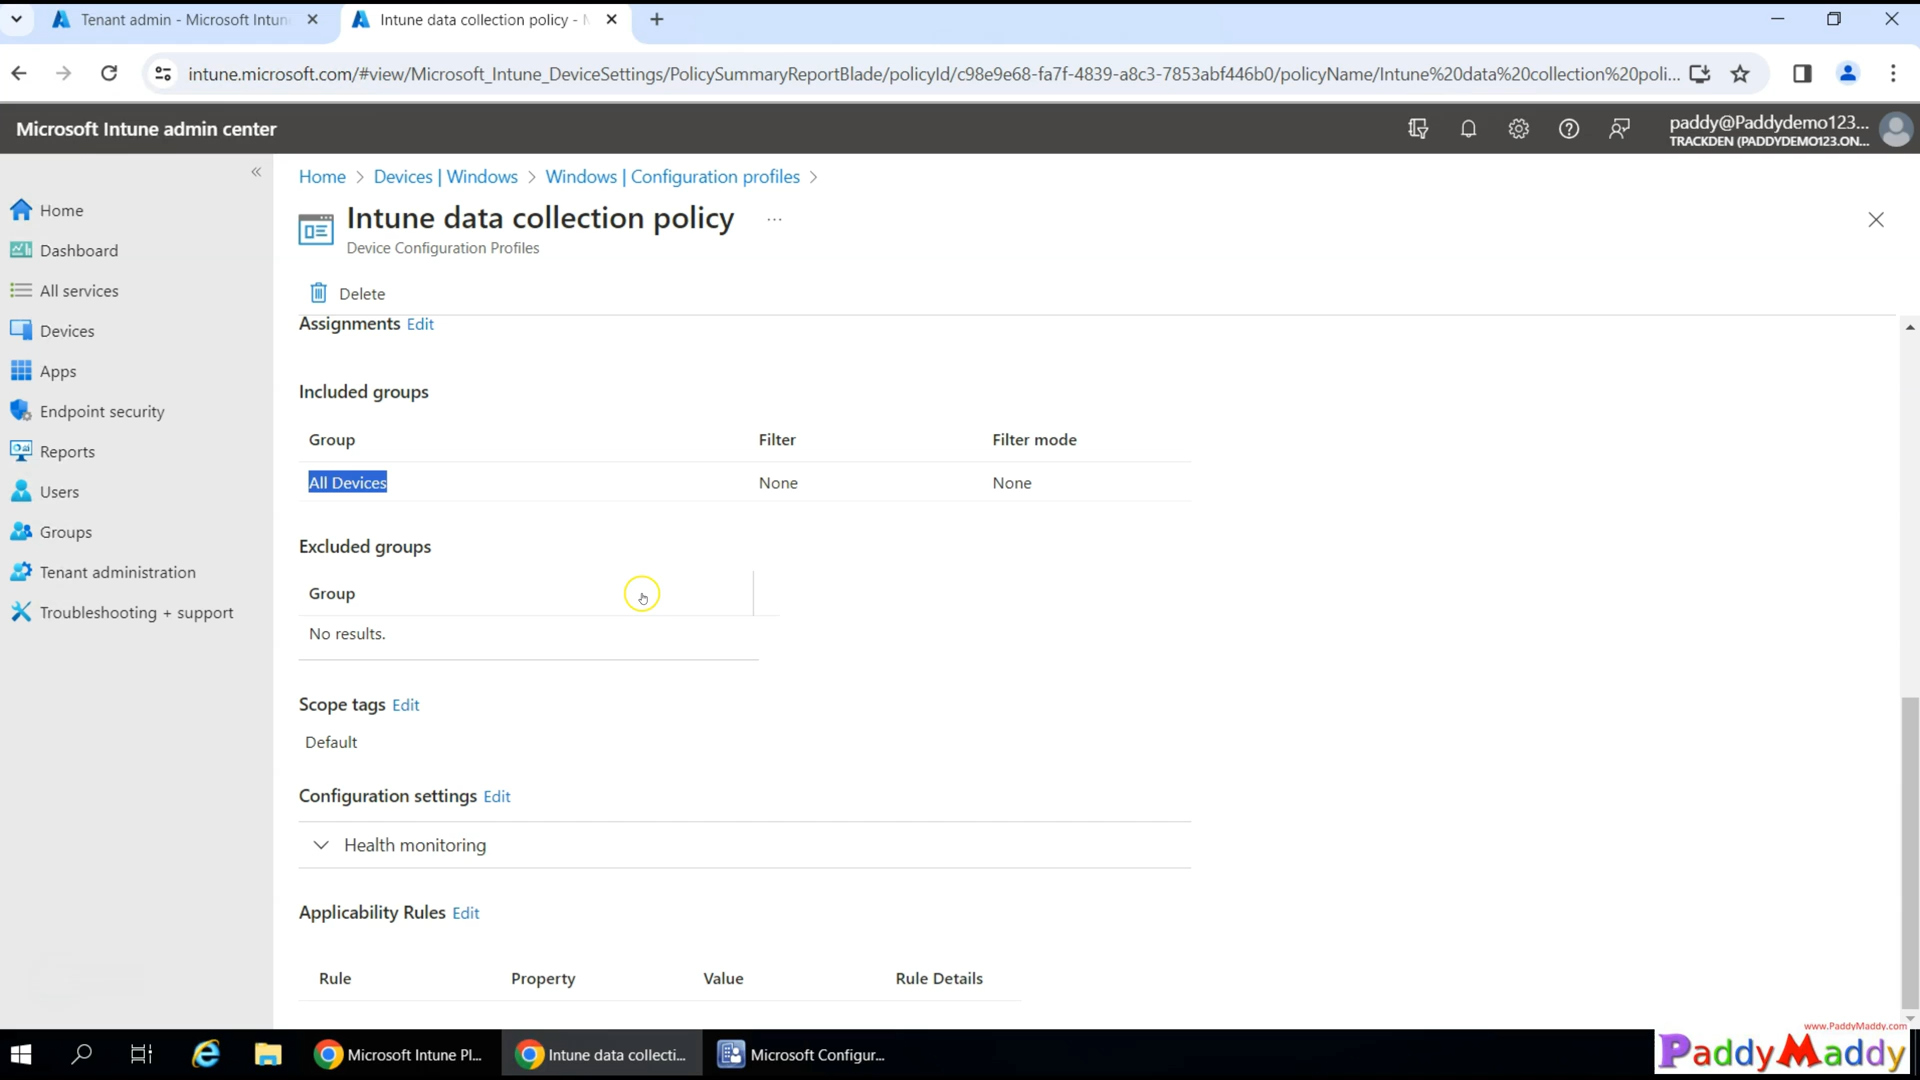 Tenant admin - Microsoft Intun
Intune data collection policy - M
intune.microsoft.com/#view/Microsoft_Intune_DeviceSettings/PolicySummaryReportBlade/policyId/c98e9e68-fa7f-4839-a8c3-7853abf446b0/policyName/Intune%20data%20collection%20poli...
Microsoft Intune admin center
paddy@Paddydemo123...
TRACKDEN (PADDYDEMO123.ON...
Home > Devices | Windows > Windows | Configuration profiles >
Intune data collection policy ...
Device Configuration Profiles
Home
Dashboard
All services
Devices
Apps
Endpoint security
Reports
Users
Groups
Tenant administration
Troubleshooting + support
Delete
Assignments Edit
Included groups
Group Filter Filter mode
All Devices None None
Excluded groups
Group
No results.
Scope tags Edit
Default
Configuration settings Edit
Health monitoring
Applicability Rules Edit
Rule Property Value Rule Details
Microsoft Intune Pl...
Intune data collecti...
Microsoft Configur...
www.PaddyMaddy.com
PaddyMaddy